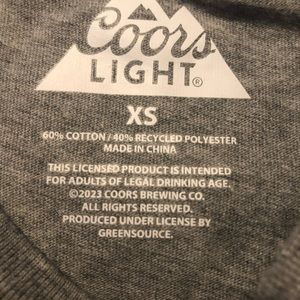 Coors
LIGHT®
XS
60% COTTON / 40% RECYCLED POLYESTER
MADE IN CHINA
THIS LICENSED PRODUCT IS INTENDED
FOR ADULTS OF LEGAL DRINKING AGE.
©2023 COORS BREWING CO.
ALL RIGHTS RESERVED.
PRODUCED UNDER LICENSE BY
GREENSOURCE.